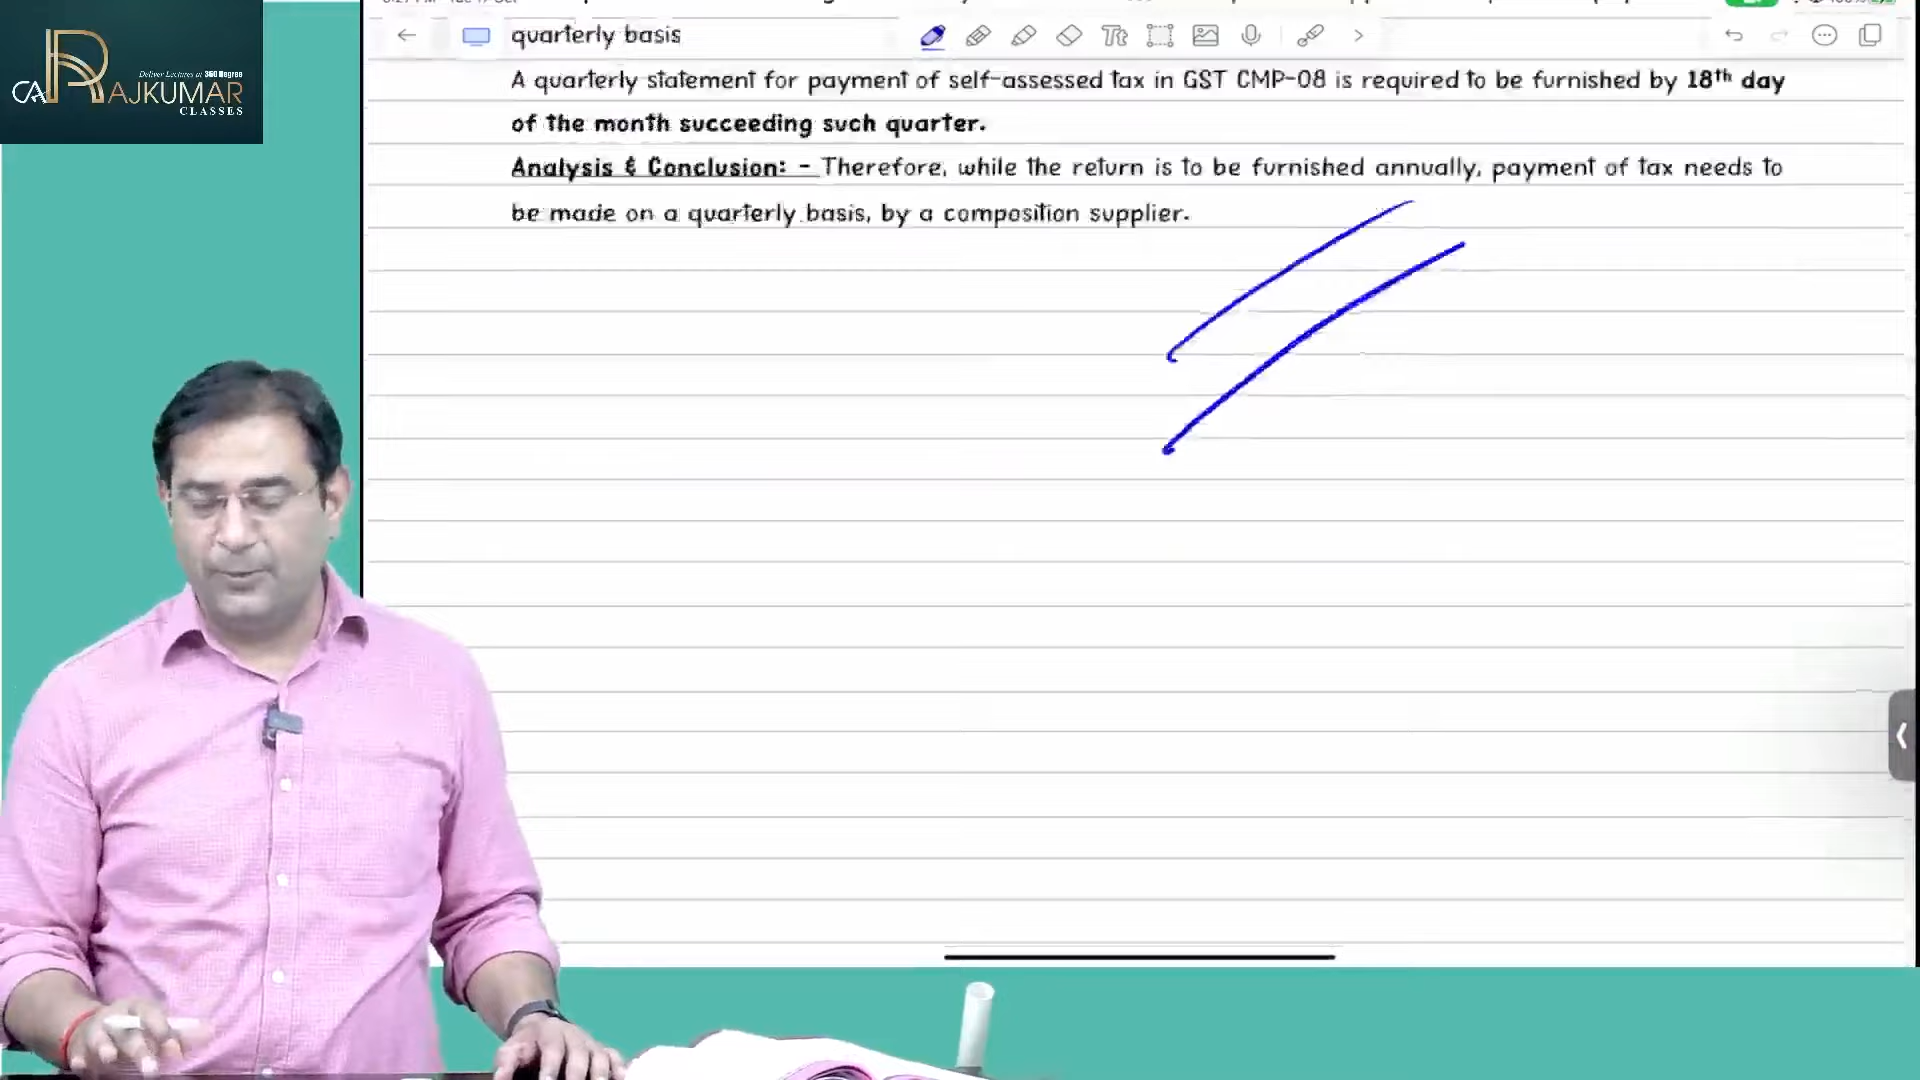 Deliver Lectures at 360 Degree
CA RAJKUMAR
CLASSES
quarterly basis
Tt
A quarterly statement for payment of self-assessed tax in GST CMP-08 is required to be furnished by 18th day
of the month succeeding such quarter.
Analysis & Conclusion: - Therefore, while the return is to be furnished annually, payment of tax needs to
be made on a quarterly basis, by a composition supplier.